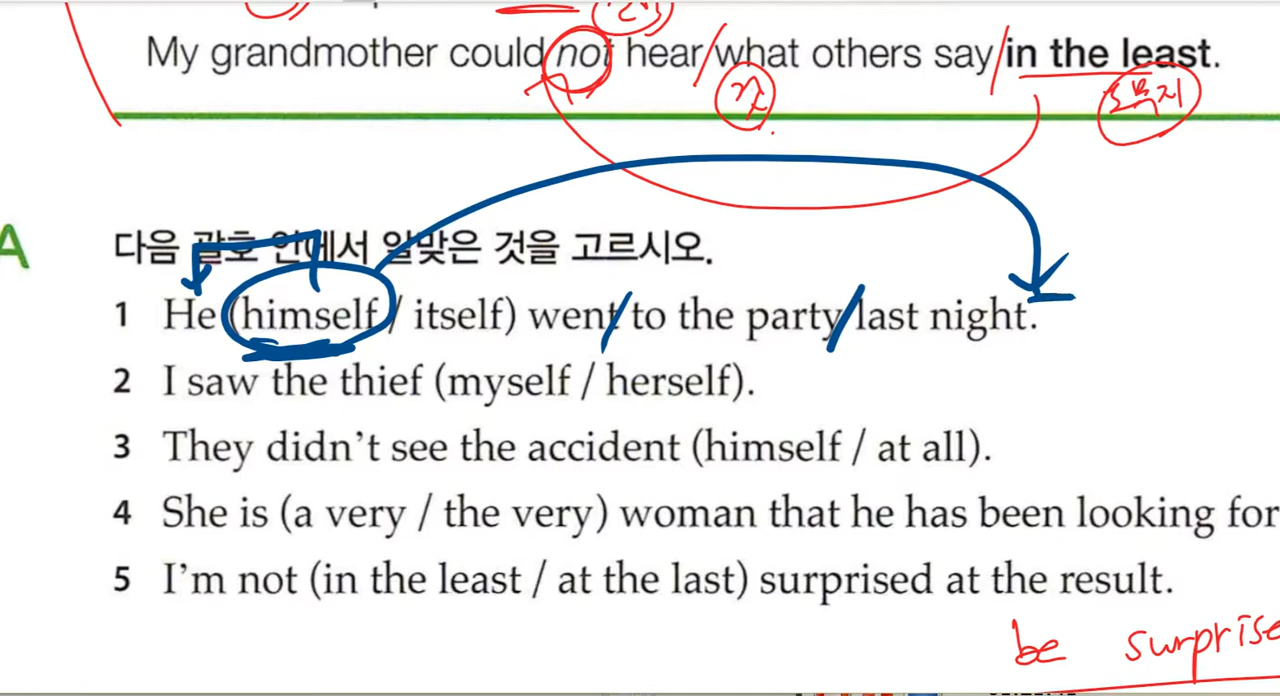 My grandmother could not hear / what others say / in the least.
A 다음 괄호 안에서 알맞은 것을 고르시오.
1 He (himself / itself) went / to the party / last night.
2 I saw the thief (myself / herself).
3 They didn't see the accident (himself / at all).
4 She is (a very / the very) woman that he has been looking for
5 I'm not (in the least / at the last) surprised at the result.
be surprise